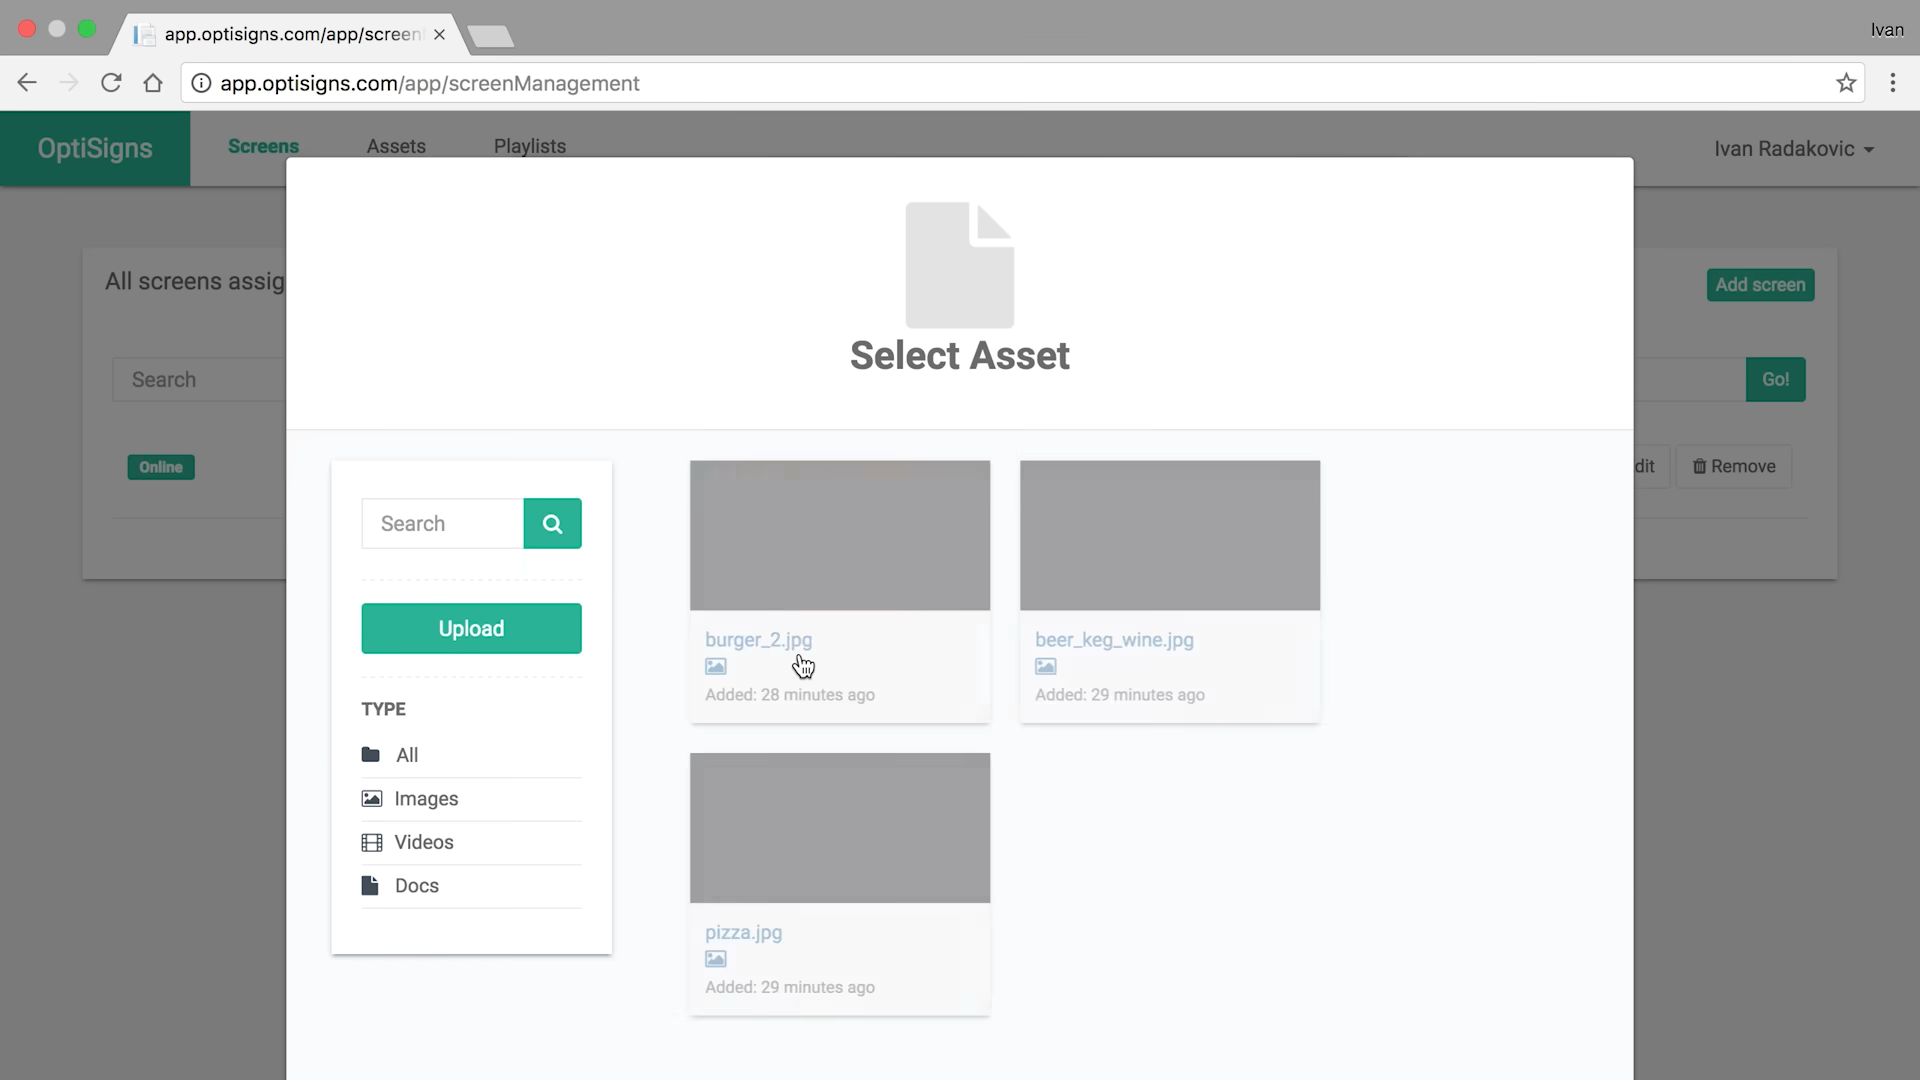 app.optisigns.com/app/screen
Ivan
app.optisigns.com/app/screenManagement
OptiSigns
Screens
Assets
Playlists
Ivan Radakovic
All screens assig
Add screen
Select Asset
Search
Go!
Online
dit
Remove
Search
Upload
TYPE
All
Images
Videos
Docs
burger_2.jpg
Added: 28 minutes ago
beer_keg_wine.jpg
Added: 29 minutes ago
pizza.jpg
Added: 29 minutes ago